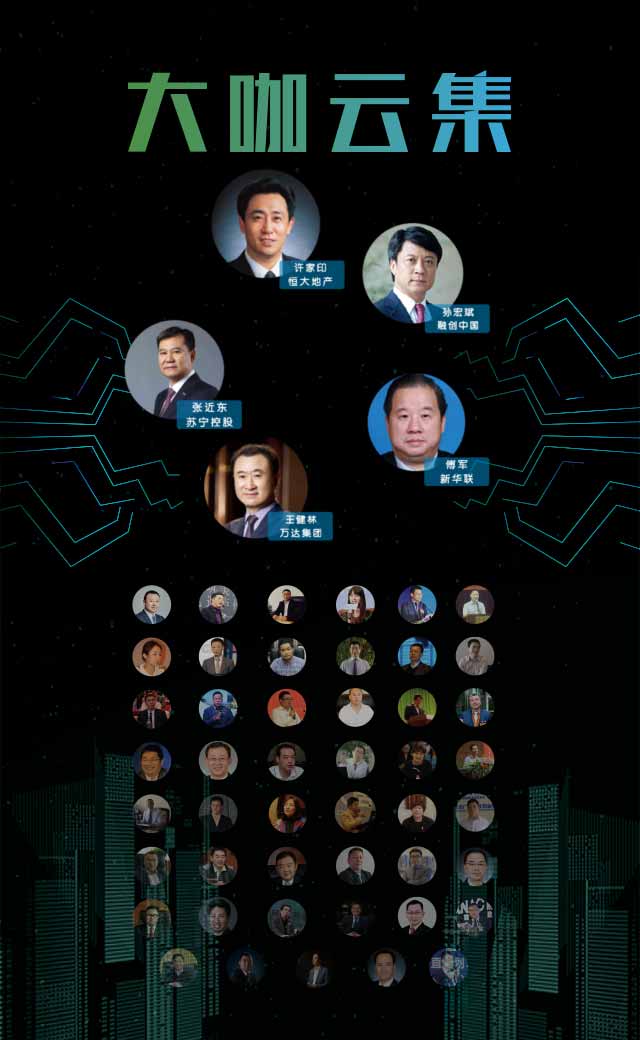 大咖云集
许家印
恒大地产
孙宏斌
融创中国
张近东
苏宁控股
傅军
新华联
王健林
万达集团